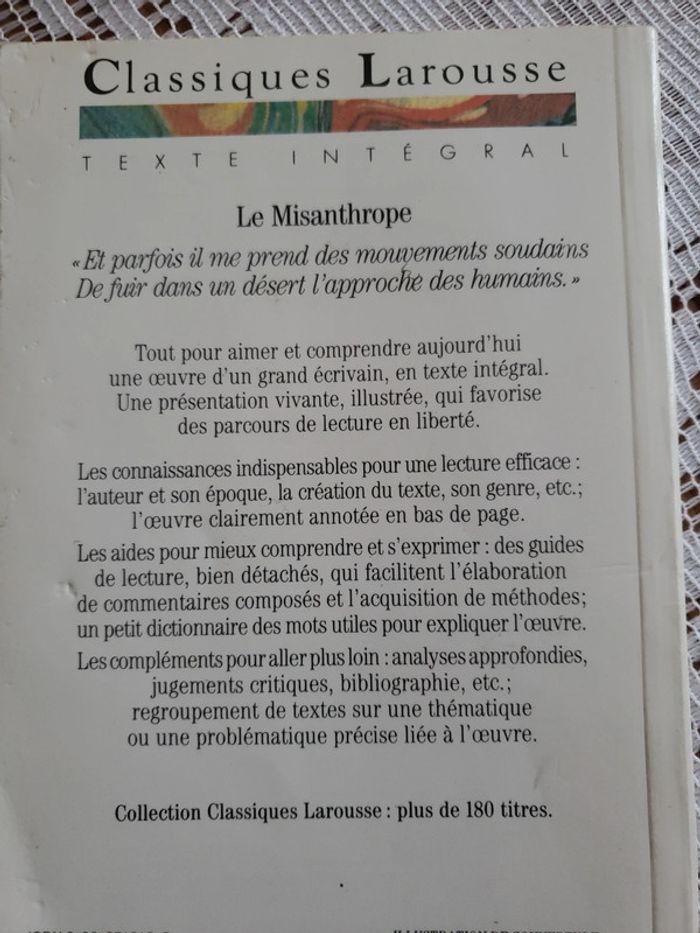 Classiques Larousse
TEXTE INTÉGRAL
Le Misanthrope
«Et parfois il me prend des mouvements soudains
De fuir dans un désert l'approche des humains.»
Tout pour aimer et comprendre aujourd'hui
une œuvre d'un grand écrivain, en texte intégral.
Une présentation vivante, illustrée, qui favorise
des parcours de lecture en liberté.
Les connaissances indispensables pour une lecture efficace :
l'auteur et son époque, la création du texte, son genre, etc.;
l'œuvre clairement annotée en bas de page.
Les aides pour mieux comprendre et s'exprimer : des guides
de lecture, bien détachés, qui facilitent l'élaboration
de commentaires composés et l'acquisition de méthodes;
un petit dictionnaire des mots utiles pour expliquer l'œuvre.
Les compléments pour aller plus loin : analyses approfondies,
jugements critiques, bibliographie, etc.;
regroupement de textes sur une thématique
ou une problématique précise liée à l'œuvre.
Collection Classiques Larousse : plus de 180 titres.